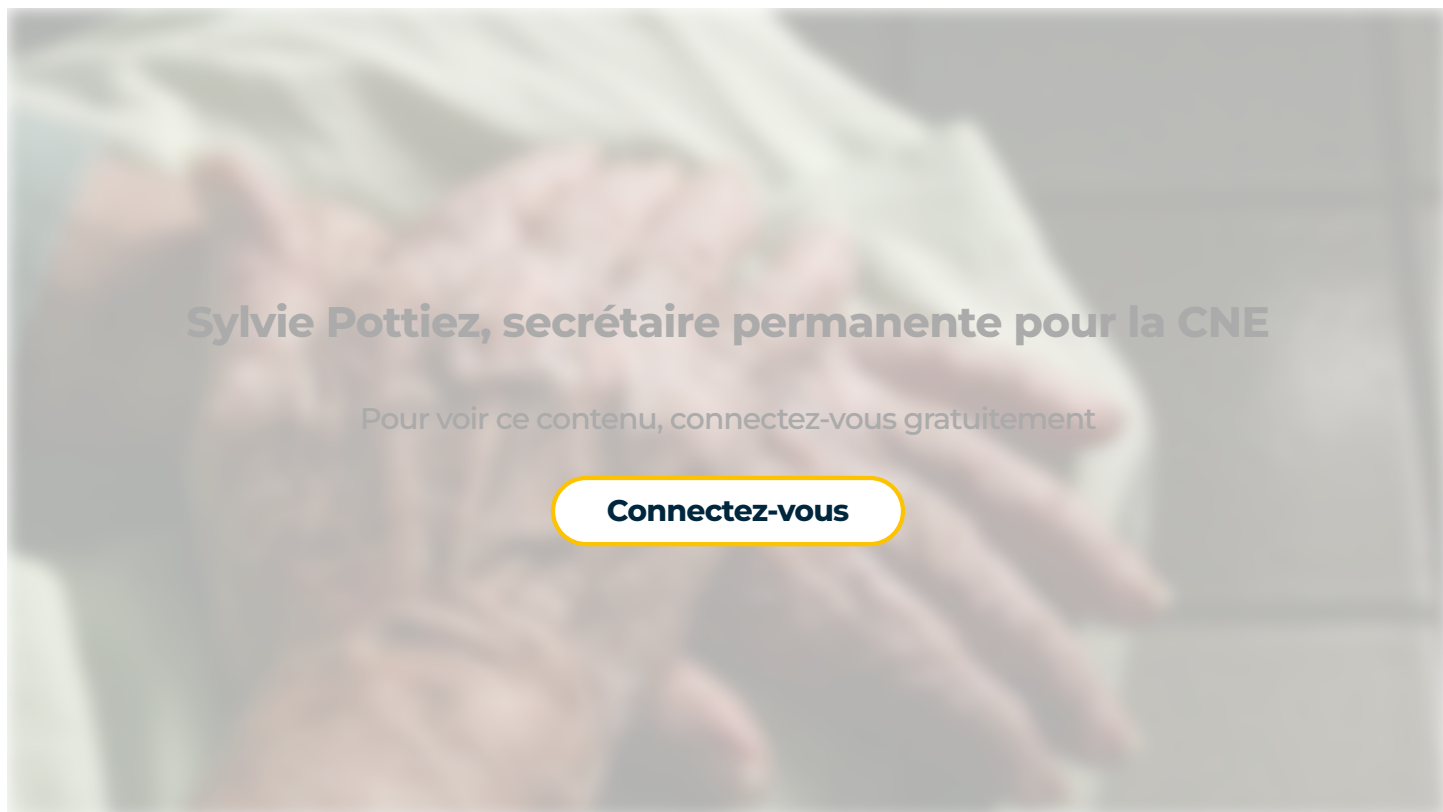 Sylvie Pottiez, secrétaire permanente pour la CNE
Pour voir ce contenu, connectez-vous gratuitement
Connectez-vous